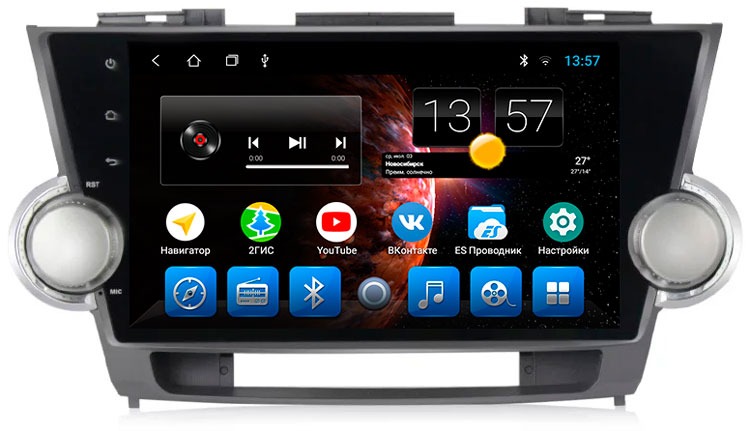 13:57
13 57
0:00 0:00
ср, июл. 03
Новосибирск
Преим. солнечно
27°
27°/14°
RST
Навигатор 2ГИС YouTube ВКонтакте ES Проводник Настройки
ES
MIC